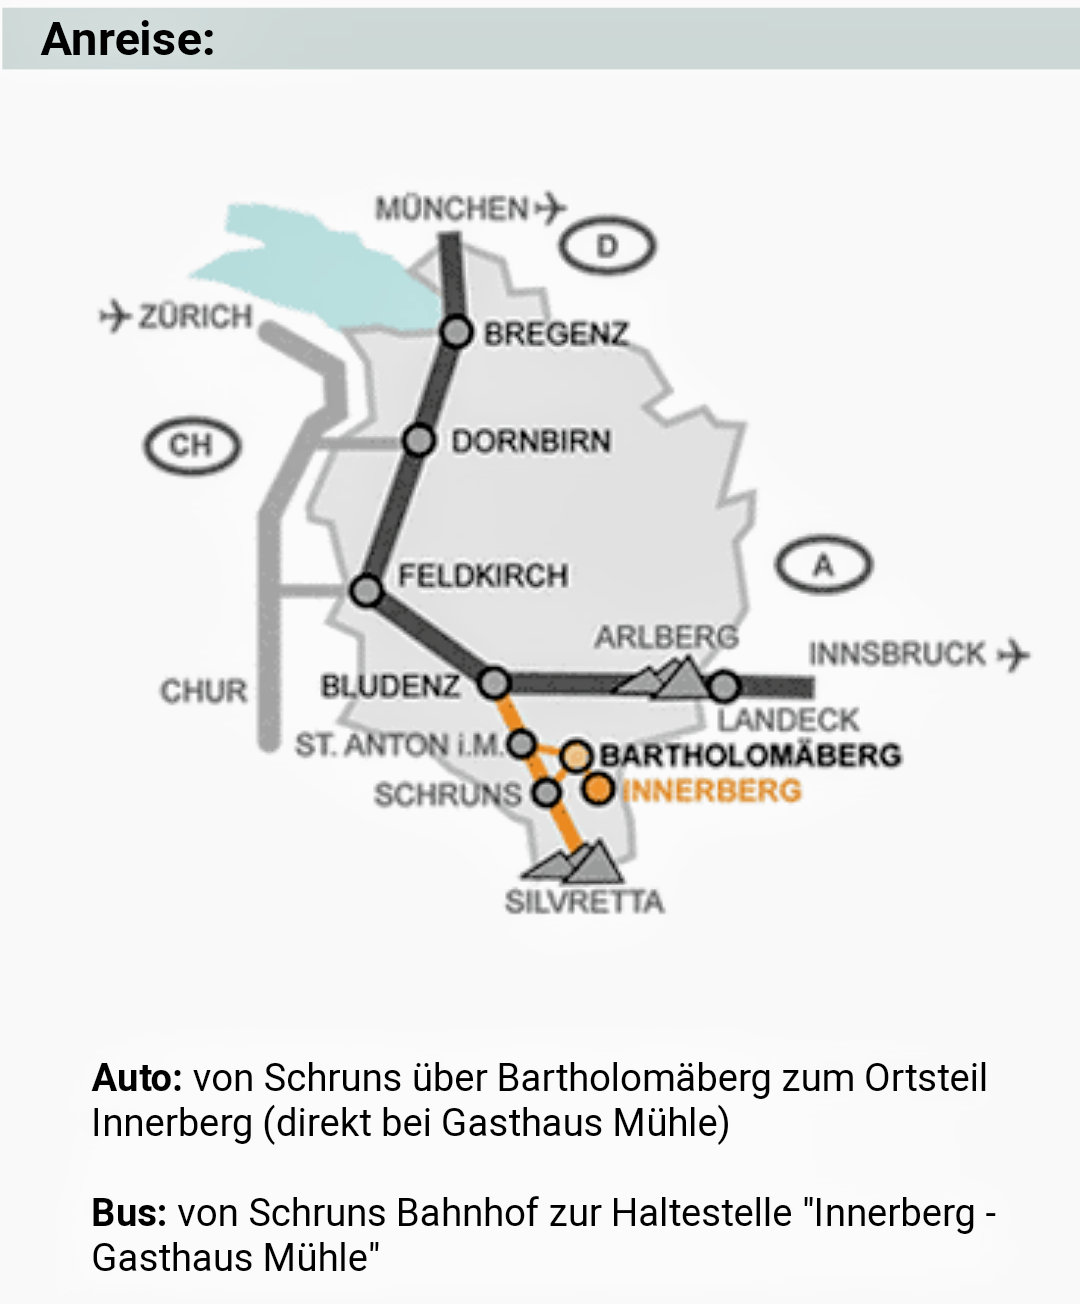 Anreise:
MÜNCHEN
D
ZÜRICH
BREGENZ
CH
DORNBIRN
FELDKIRCH
A
ARLBERG
INNSBRUCK
CHUR
BLUDENZ
LANDECK
ST. ANTON i.M.
BARTHOLOMÄBERG
SCHRUNS
INNERBERG
SILVRETTA
Auto: von Schruns über Bartholomäberg zum Ortsteil
Innerberg (direkt bei Gasthaus Mühle)
Bus: von Schruns Bahnhof zur Haltestelle "Innerberg -
Gasthaus Mühle"